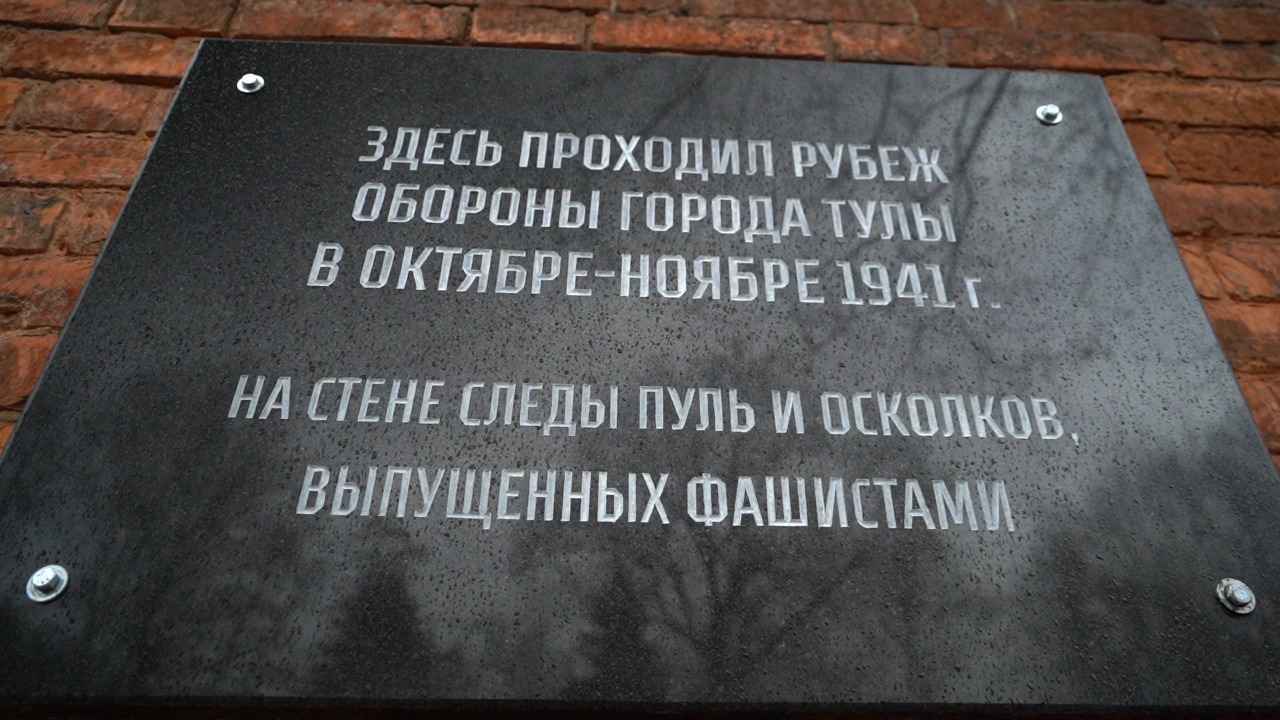 ЗДЕСЬ ПРОХОДИЛ РУБЕЖ
ОБОРОНЫ ГОРОДА ТУЛЫ
В ОКТЯБРЕ-НОЯБРЕ 1941 г.
НА СТЕНЕ СЛЕДЫ ПУЛЬ И ОСКОЛКОВ,
ВЫПУЩЕННЫХ ФАШИСТАМИ